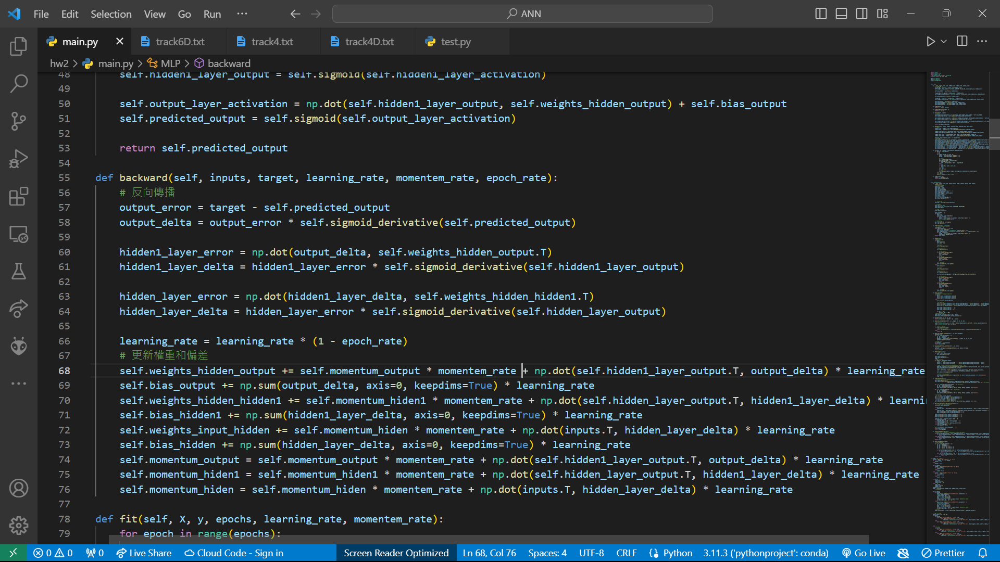 File Edit Selection View Go Run ··· ANN
main.py track6D.txt track4.txt track4D.txt test.py
hw2 > main.py > MLP > backward
48 self.hidden1_layer_output = self.sigmoid(self.hidden1_layer_activation)
49
50 self.output_layer_activation = np.dot(self.hidden1_layer_output, self.weights_hidden_output) + self.bias_output
51 self.predicted_output = self.sigmoid(self.output_layer_activation)
52
53 return self.predicted_output
54
55 def backward(self, inputs, target, learning_rate, momentem_rate, epoch_rate):
56 # 反向傳播
57 output_error = target - self.predicted_output
58 output_delta = output_error * self.sigmoid_derivative(self.predicted_output)
59
60 hidden1_layer_error = np.dot(output_delta, self.weights_hidden_output.T)
61 hidden1_layer_delta = hidden1_layer_error * self.sigmoid_derivative(self.hidden1_layer_output)
62
63 hidden_layer_error = np.dot(hidden1_layer_delta, self.weights_hidden_hidden1.T)
64 hidden_layer_delta = hidden_layer_error * self.sigmoid_derivative(self.hidden_layer_output)
65
66 learning_rate = learning_rate * (1 - epoch_rate)
67 # 更新權重和偏差
68 self.weights_hidden_output += self.momentum_output * momentem_rate + np.dot(self.hidden1_layer_output.T, output_delta) * learning_rate
69 self.bias_output += np.sum(output_delta, axis=0, keepdims=True) * learning_rate
70 self.weights_hidden_hidden1 += self.momentum_hiden1 * momentem_rate + np.dot(self.hidden_layer_output.T, hidden1_layer_delta) * learni
71 self.bias_hidden1 += np.sum(hidden1_layer_delta, axis=0, keepdims=True) * learning_rate
72 self.weights_input_hidden += self.momentum_hiden * momentem_rate + np.dot(inputs.T, hidden_layer_delta) * learning_rate
73 self.bias_hidden += np.sum(hidden_layer_delta, axis=0, keepdims=True) * learning_rate
74 self.momentum_output = self.momentum_output * momentem_rate + np.dot(self.hidden1_layer_output.T, output_delta) * learning_rate
75 self.momentum_hiden1 = self.momentum_hiden1 * momentem_rate + np.dot(self.hidden_layer_output.T, hidden1_layer_delta) * learning_rate
76 self.momentum_hiden = self.momentum_hiden * momentem_rate + np.dot(inputs.T, hidden_layer_delta) * learning_rate
77
78 def fit(self, X, y, epochs, learning_rate, momentem_rate):
79 for epoch in range(epochs):
0 0 0 Live Share Cloud Code - Sign in Screen Reader Optimized Ln 68, Col 76 Spaces: 4 UTF-8 CRLF Python 3.11.3 ('pythonproject': conda) Go Live Prettier